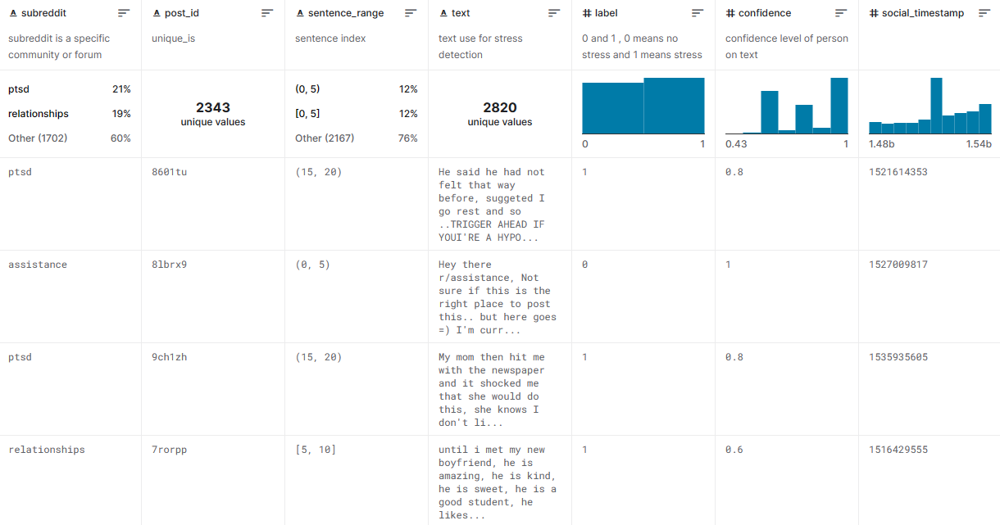 subreddit
post_id
sentence_range
text
label
confidence
social_timestamp
subreddit is a specific
community or forum
unique_is
sentence index
text use for stress
detection
0 and 1 , 0 means no
stress and 1 means stress
confidence level of person
on text
ptsd 21%
relationships 19%
Other (1702) 60%
2343
unique values
(0, 5) 12%
[0, 5] 12%
Other (2167) 76%
2820
unique values
0 1
0.43 1
1.48b 1.54b
ptsd
8601tu
(15, 20)
He said he had not
felt that way
before, suggeted I
go rest and so
..TRIGGER AHEAD IF
YOUI'RE A HYPO...
1
0.8
1521614353
assistance
8lbrx9
(0, 5)
Hey there
r/assistance, Not
sure if this is the
right place to post
this.. but here goes
=) I'm curr...
0
1
1527009817
ptsd
9ch1zh
(15, 20)
My mom then hit me
with the newspaper
and it shocked me
that she would do
this, she knows I
don't li...
1
0.8
1535935605
relationships
7rorpp
[5, 10]
until i met my new
boyfriend, he is
amazing, he is kind,
he is sweet, he is a
good student, he
likes...
1
0.6
1516429555